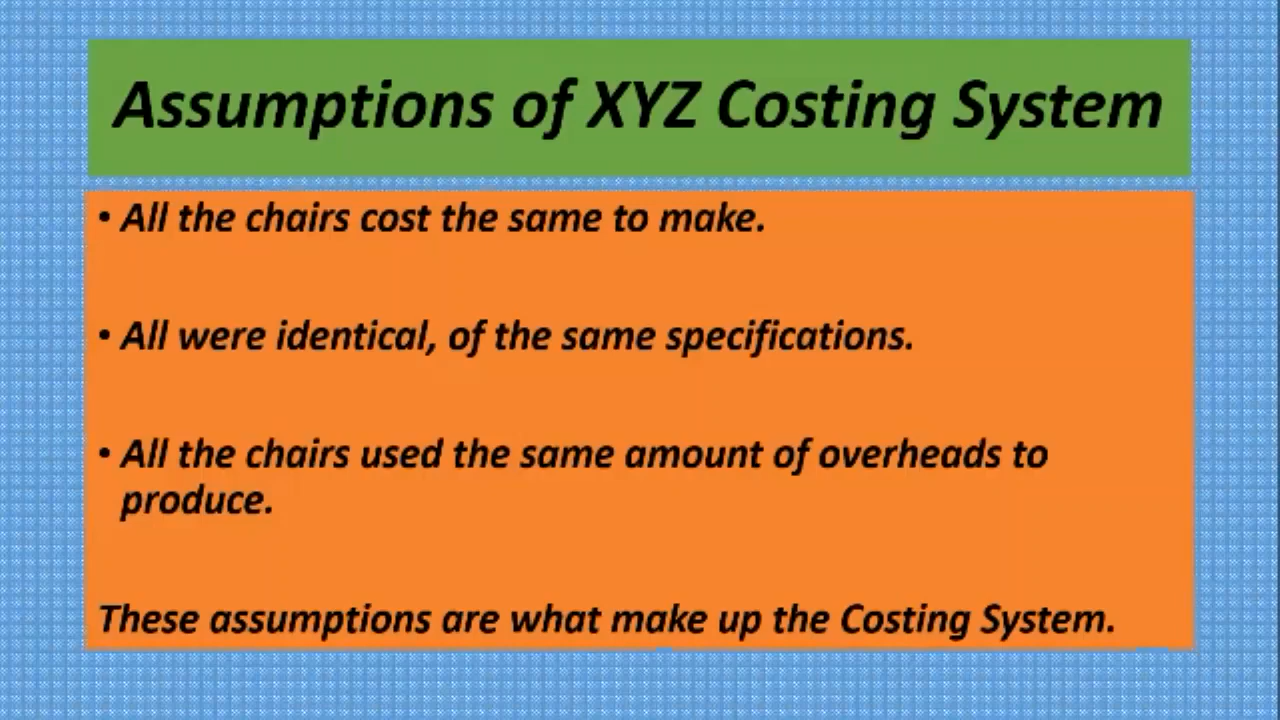 Assumptions of XYZ Costing System
• All the chairs cost the same to make.
• All were identical, of the same specifications.
• All the chairs used the same amount of overheads to
produce.
These assumptions are what make up the Costing System.